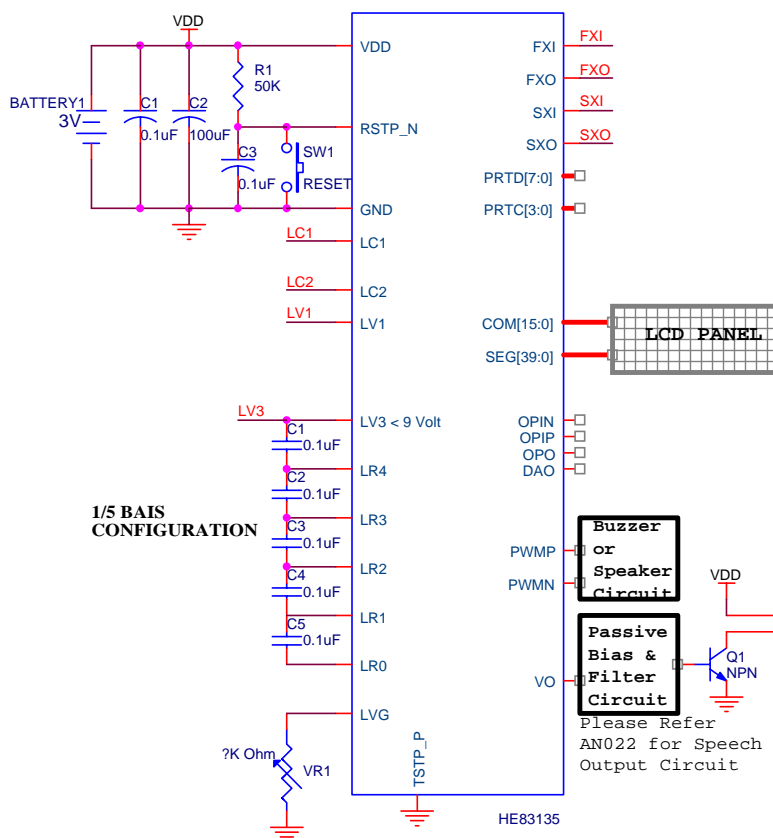 VDD
BATTERY1
3V
C1
0.1uF
C2
100uF
R1
50K
C3
0.1uF
SW1
RESET
VDD
RSTP_N
GND
LC1
LC1
LC2
LC2
LV1
LV1
LV3
LV3 < 9 Volt
C1
0.1uF
LR4
C2
0.1uF
LR3
C3
0.1uF
LR2
C4
0.1uF
LR1
C5
0.1uF
LR0
1/5 BAIS
CONFIGURATION
LVG
?K Ohm
VR1
TSTP_P
HE83135
FXI
FXI
FXO
FXO
SXI
SXI
SXO
SXO
PRTD[7:0]
PRTC[3:0]
COM[15:0]
SEG[39:0]
LCD PANEL
OPIN
OPIP
OPO
DAO
PWMP
PWMN
Buzzer
or
Speaker
Circuit
VO
Passive
Bias &
Filter
Circuit
VDD
Q1
NPN
Please Refer
AN022 for Speech
Output Circuit